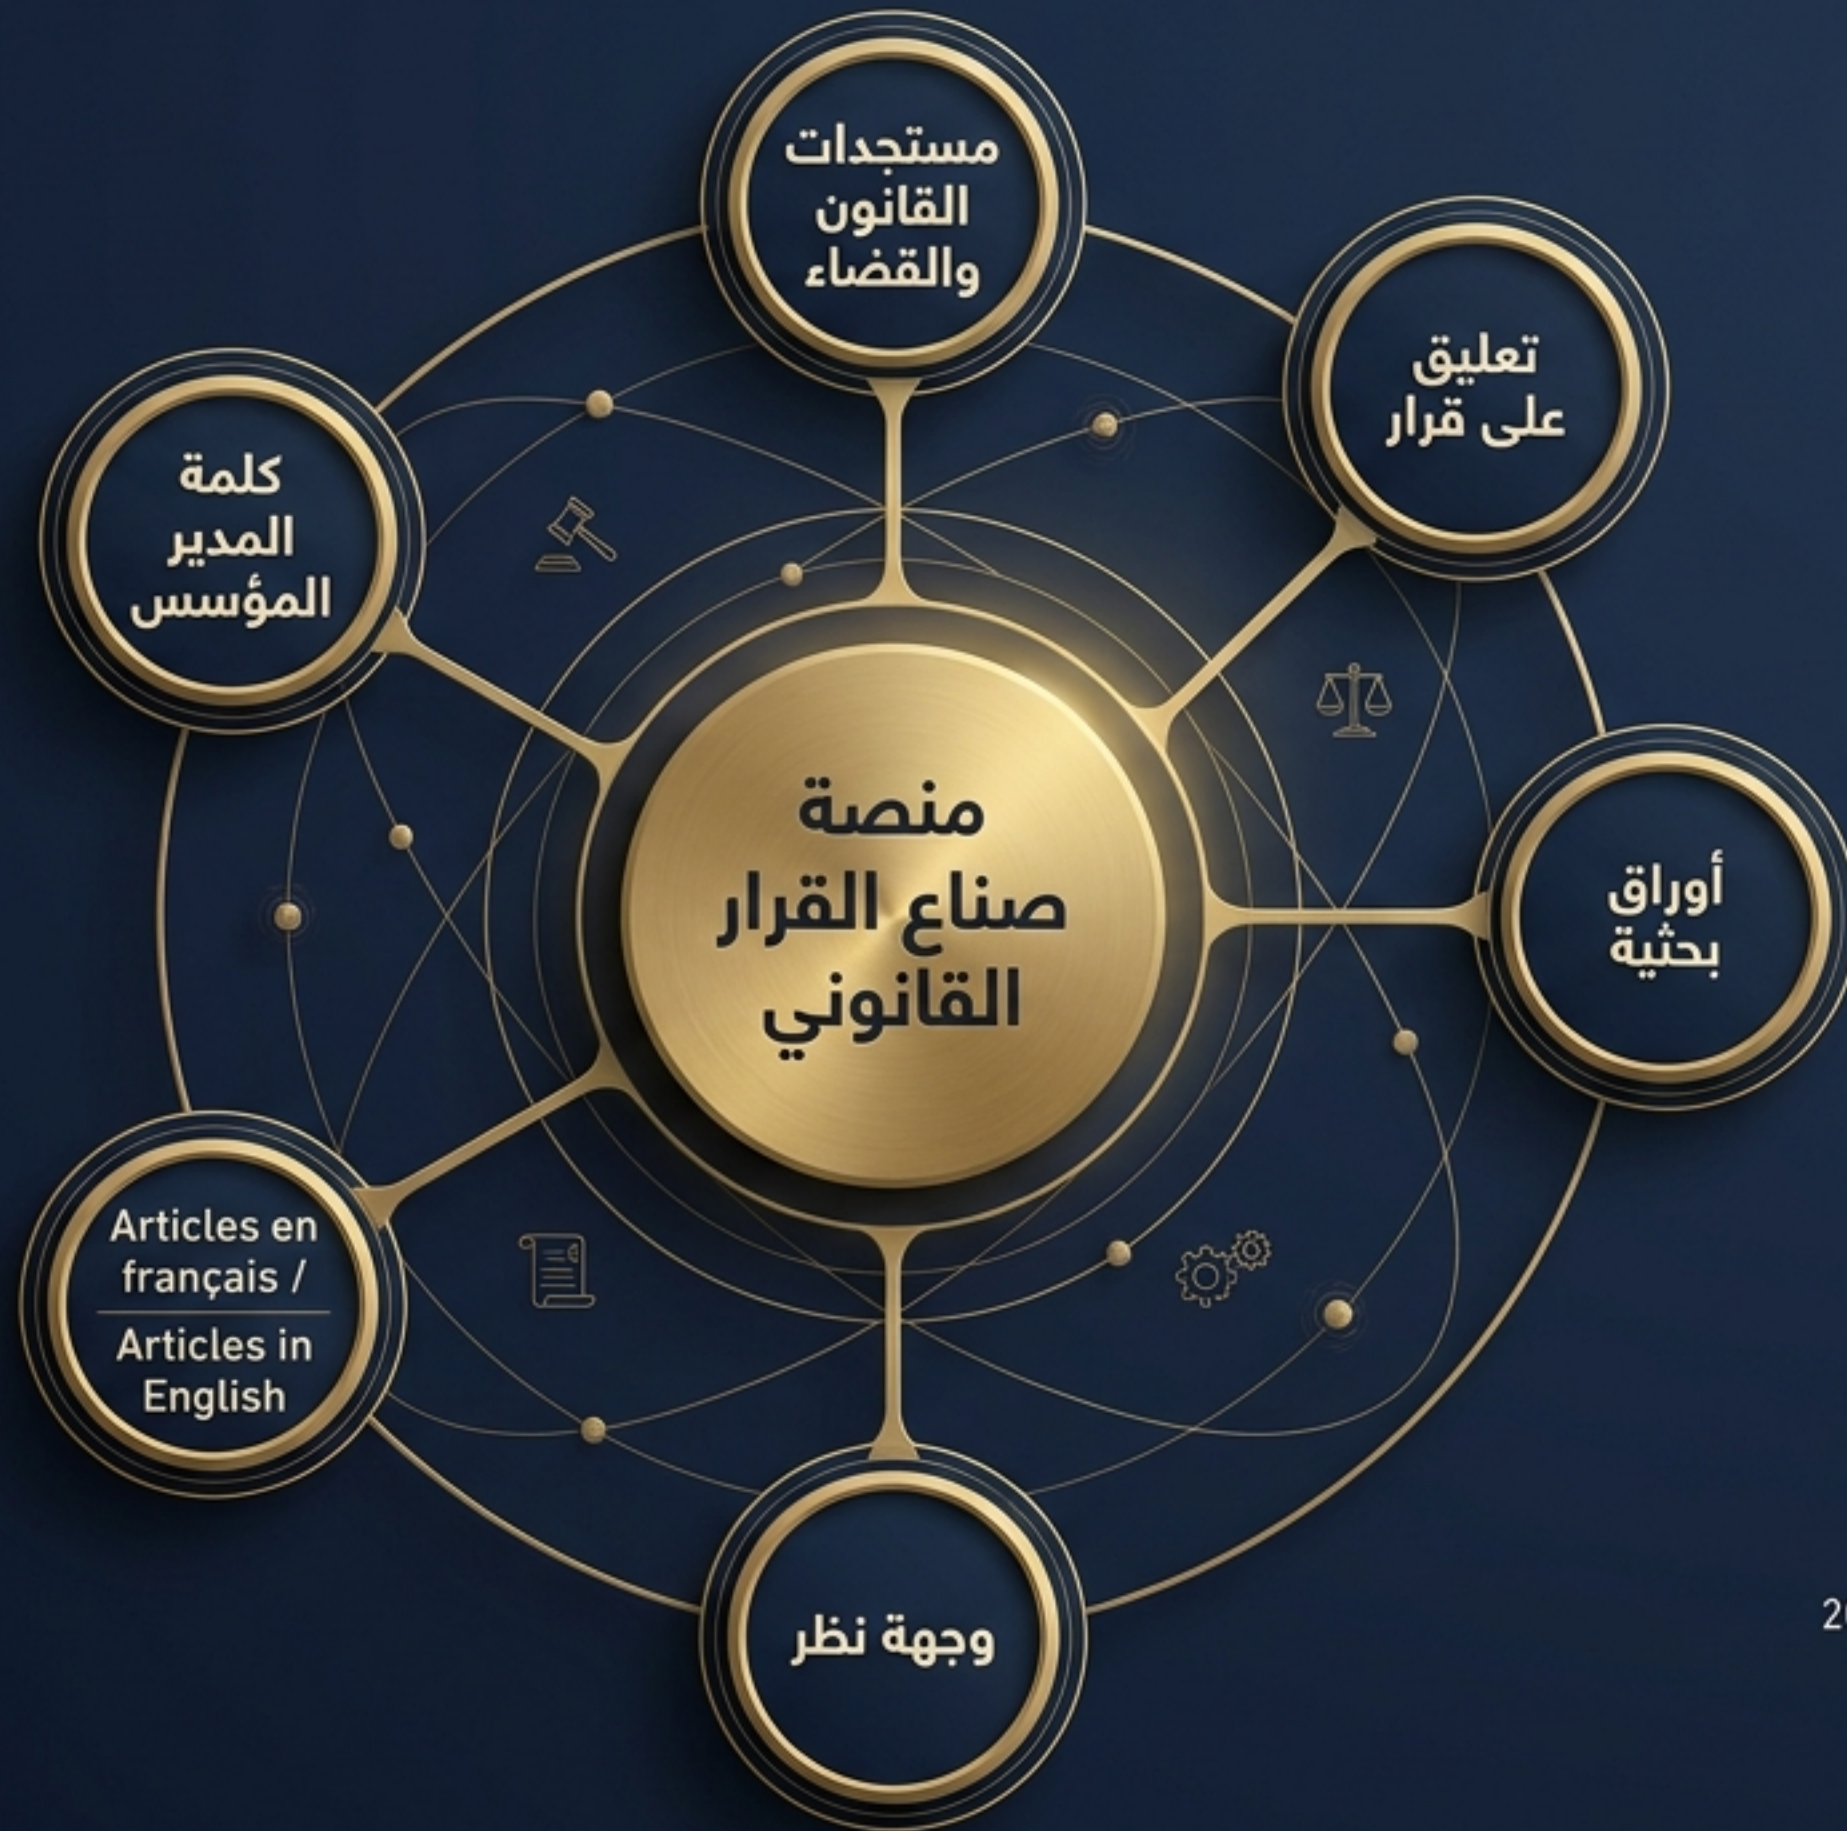 مستجدات
القانون
والقضاء
تعليق
على قرار
كلمة
المدير
المؤسس
منصة
صناع القرار
القانوني
أوراق
بحثية
Articles en
français /
Articles in
English
وجهة نظر